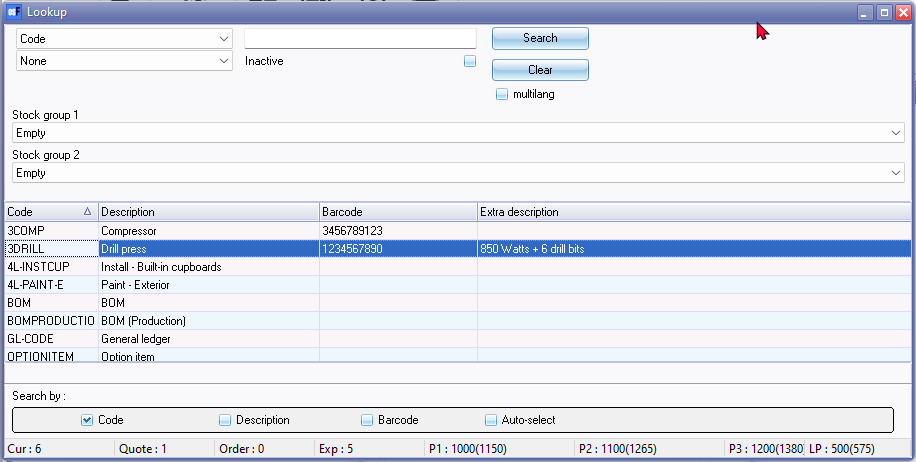 Lookup
Code
Search
None
Inactive
Clear
multilang
Stock group 1
Empty
Stock group 2
Empty
Code Description Barcode Extra description
3COMP Compressor 3456789123
3DRILL Drill press 1234567890 850 Watts + 6 drill bits
4L-INSTCUP Install - Built-in cupboards
4L-PAINT-E Paint - Exterior
BOM BOM
BOMPRODUCTIO BOM (Production)
GL-CODE General ledger
OPTIONITEM Option item
Search by :
Code Description Barcode Auto-select
Cur : 6 Quote : 1 Order : 0 Exp : 5 P1 : 1000(1150) P2 : 1100(1265) P3 : 1200(1380) LP : 500(575)